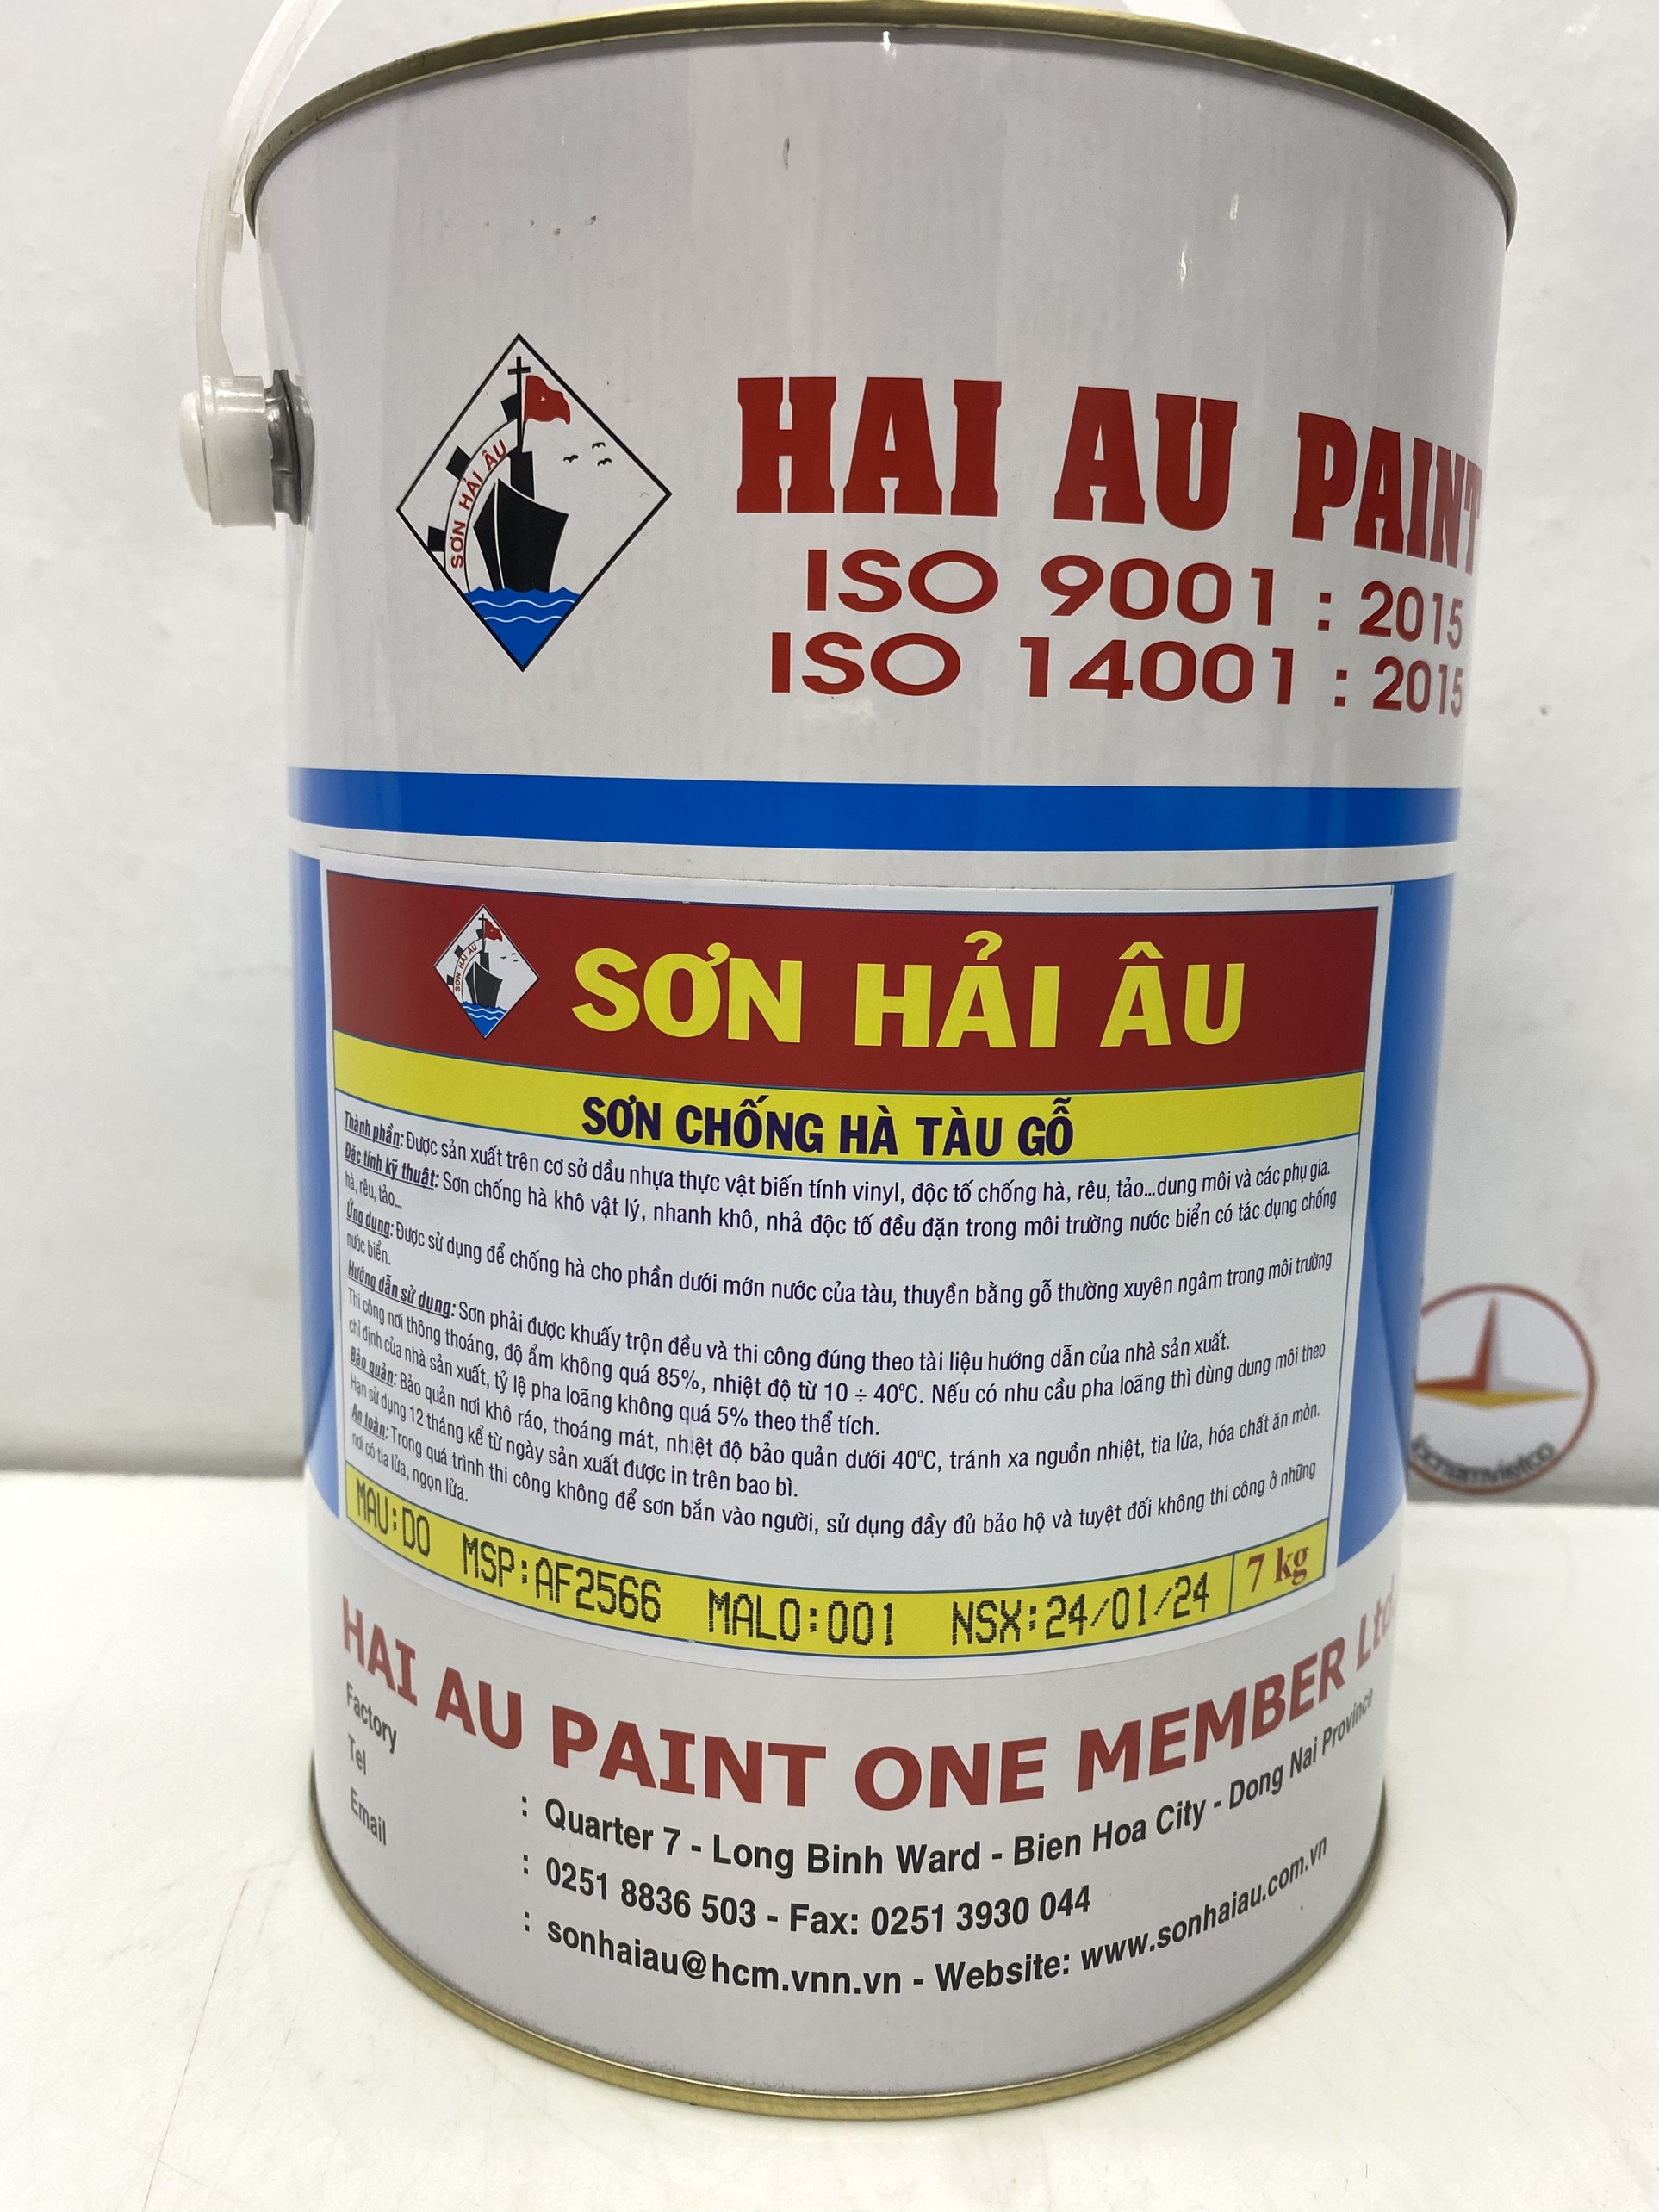 SƠN HẢI ÂU
HAI AU PAINT
ISO 9001 : 2015
ISO 14001 : 2015
SƠN HẢI ÂU
SƠN HẢI ÂU
SƠN CHỐNG HÀ TÀU GỖ
Thành phần: Được sản xuất trên cơ sở dầu nhựa thực vật biến tính vinyl, độc tố chống hà, rêu, tảo...dung môi và các phụ gia.
Đặc tính kỹ thuật: Sơn chống hà khô vật lý, nhanh khô, nhả độc tố đều đặn trong môi trường nước biển có tác dụng chống
hà, rêu, tảo...
Ứng dụng: Được sử dụng để chống hà cho phần dưới mớn nước của tàu, thuyền bằng gỗ thường xuyên ngâm trong môi trường
nước biển.
Hướng dẫn sử dụng: Sơn phải được khuấy trộn đều và thi công đúng theo tài liệu hướng dẫn của nhà sản xuất.
Thi công nơi thông thoáng, độ ẩm không quá 85%, nhiệt độ từ 10 ÷ 40ºC. Nếu có nhu cầu pha loãng thì dùng dung môi theo
chỉ định của nhà sản xuất, tỷ lệ pha loãng không quá 5% theo thể tích.
Bảo quản: Bảo quản nơi khô ráo, thoáng mát, nhiệt độ bảo quản dưới 40ºC, tránh xa nguồn nhiệt, tia lửa, hóa chất ăn mòn.
Hạn sử dụng 12 tháng kể từ ngày sản xuất được in trên bao bì.
An toàn: Trong quá trình thi công không để sơn bắn vào người, sử dụng đầy đủ bảo hộ và tuyệt đối không thi công ở những
nơi có tia lửa, ngọn lửa.
MAU:DO MSP:AF2566 MALO:001 NSX:24/01/24 7 kg
HAI AU PAINT ONE MEMBER Ltd.
Factory : Quarter 7 - Long Binh Ward - Bien Hoa City - Dong Nai Province
Tel : 0251 8836 503 - Fax: 0251 3930 044
Email : sonhaiau@hcm.vnn.vn - Website: www.sonhaiau.com.vn